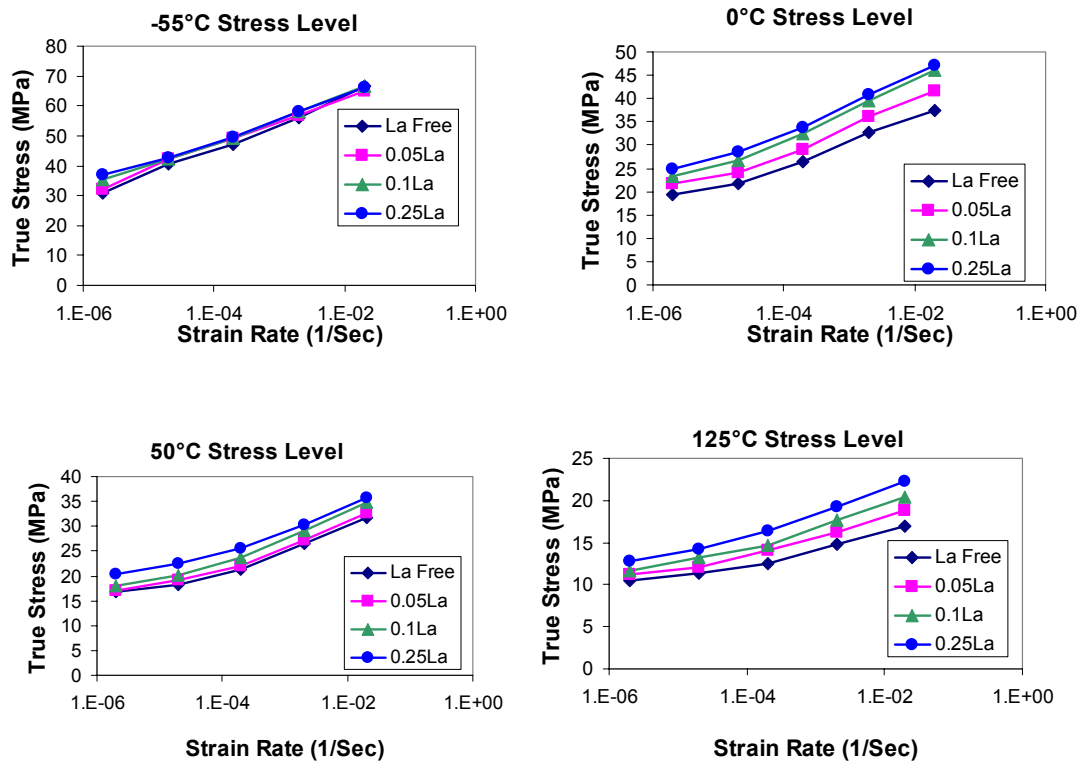 -55°C Stress Level
True Stress (MPa)
80
70
60
50
40
30
20
10
0
1.E-06
1.E-04
1.E-02
1.E+00
Strain Rate (1/Sec)
La Free
0.05La
0.1La
0.25La
0°C Stress Level
True Stress (MPa)
50
45
40
35
30
25
20
15
10
5
0
1.E-06
1.E-04
1.E-02
1.E+00
Strain Rate (1/Sec)
La Free
0.05La
0.1La
0.25La
50°C Stress Level
True Stress (MPa)
40
35
30
25
20
15
10
5
0
1.E-06
1.E-04
1.E-02
1.E+00
Strain Rate (1/Sec)
La Free
0.05La
0.1La
0.25La
125°C Stress Level
True Stress (MPa)
25
20
15
10
5
0
1.E-06
1.E-04
1.E-02
1.E+00
Strain Rate (1/Sec)
La Free
0.05La
0.1La
0.25La